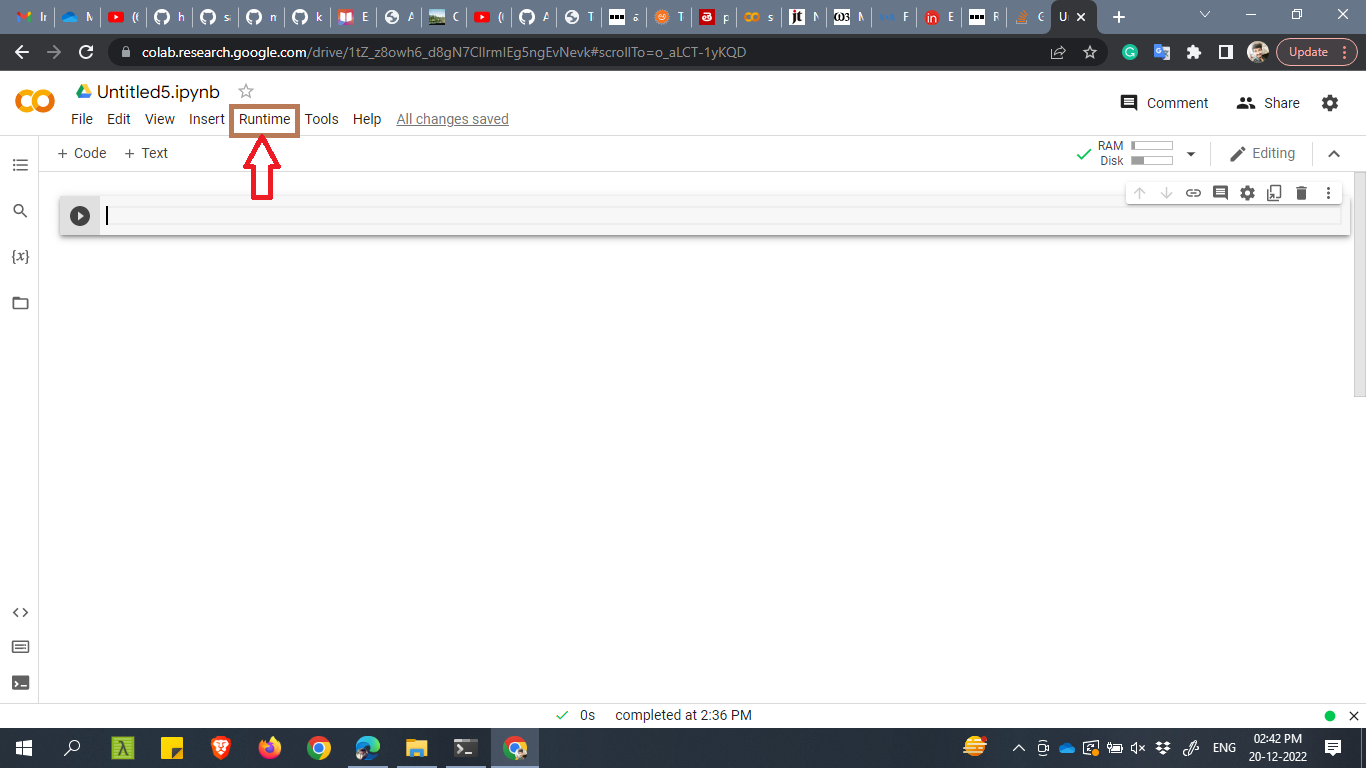 colab.research.google.com/drive/1tZ_z8owh6_d8gN7CIIrmIEg5ngEvNevk#scrollTo=o_aLCT-1yKQD
Update
Untitled5.ipynb
File Edit View Insert Runtime Tools Help All changes saved
Comment Share
+ Code + Text
RAM
Disk
Editing
{x}
0s completed at 2:36 PM
ENG
02:42 PM
20-12-2022